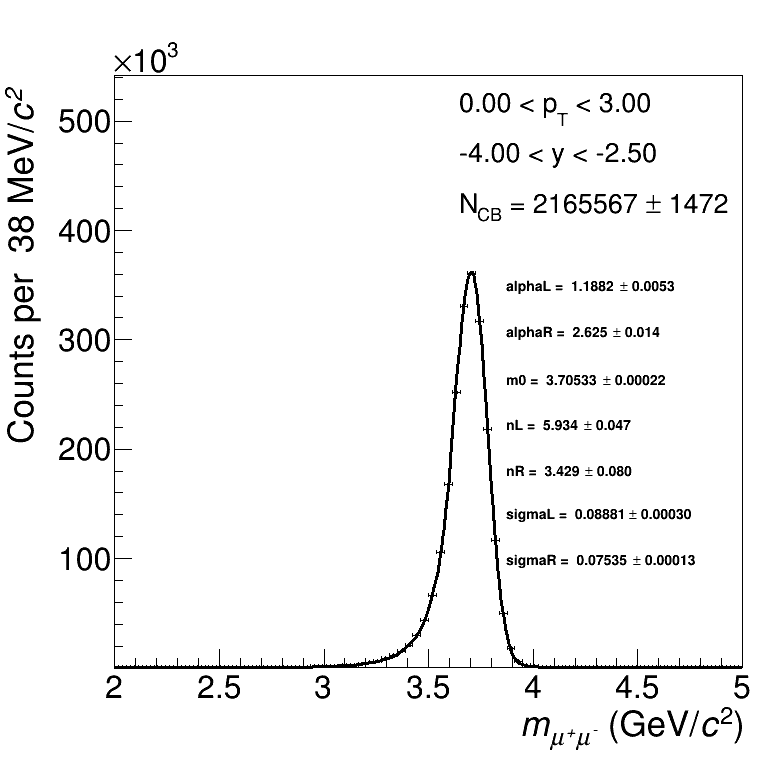 ×10³
Counts per 38 MeV/c²
500
400
300
200
100
0.00 < p_T < 3.00
-4.00 < y < -2.50
N_CB = 2165567 ± 1472
alphaL = 1.1882 ± 0.0053
alphaR = 2.625 ± 0.014
m0 = 3.70533 ± 0.00022
nL = 5.934 ± 0.047
nR = 3.429 ± 0.080
sigmaL = 0.08881 ± 0.00030
sigmaR = 0.07535 ± 0.00013
2 2.5 3 3.5 4 4.5 5
m_μ⁺μ⁻ (GeV/c²)